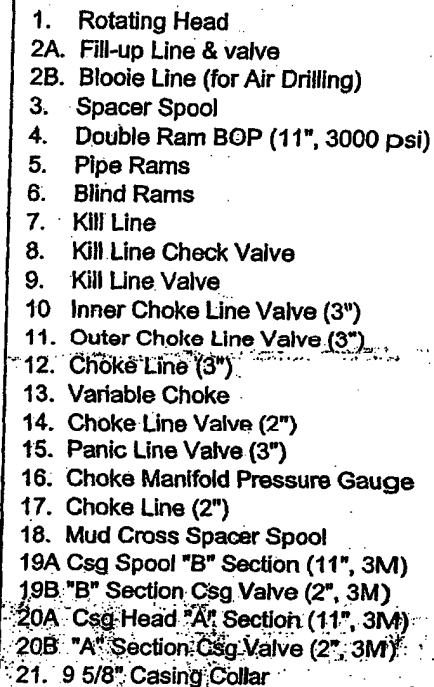 1. Rotating Head
2A. Fill-up Line & valve
2B. Blooie Line (for Air Drilling)
3. Spacer Spool
4. Double Ram BOP (11", 3000 psi)
5. Pipe Rams
6. Blind Rams
7. Kill Line
8. Kill Line Check Valve
9. Kill Line Valve
10 Inner Choke Line Valve (3")
11. Outer Choke Line Valve (3")
12. Choke Line (3")
13. Variable Choke
14. Choke Line Valve (2")
15. Panic Line Valve (3")
16. Choke Manifold Pressure Gauge
17. Choke Line (2")
18. Mud Cross Spacer Spool
19A Csg Spool "B" Section (11", 3M)
19B "B" Section Csg Valve (2", 3M)
20A Csg Head "A" Section (11", 3M)
20B "A" Section Csg Valve (2", 3M)
21. 9 5/8" Casing Collar